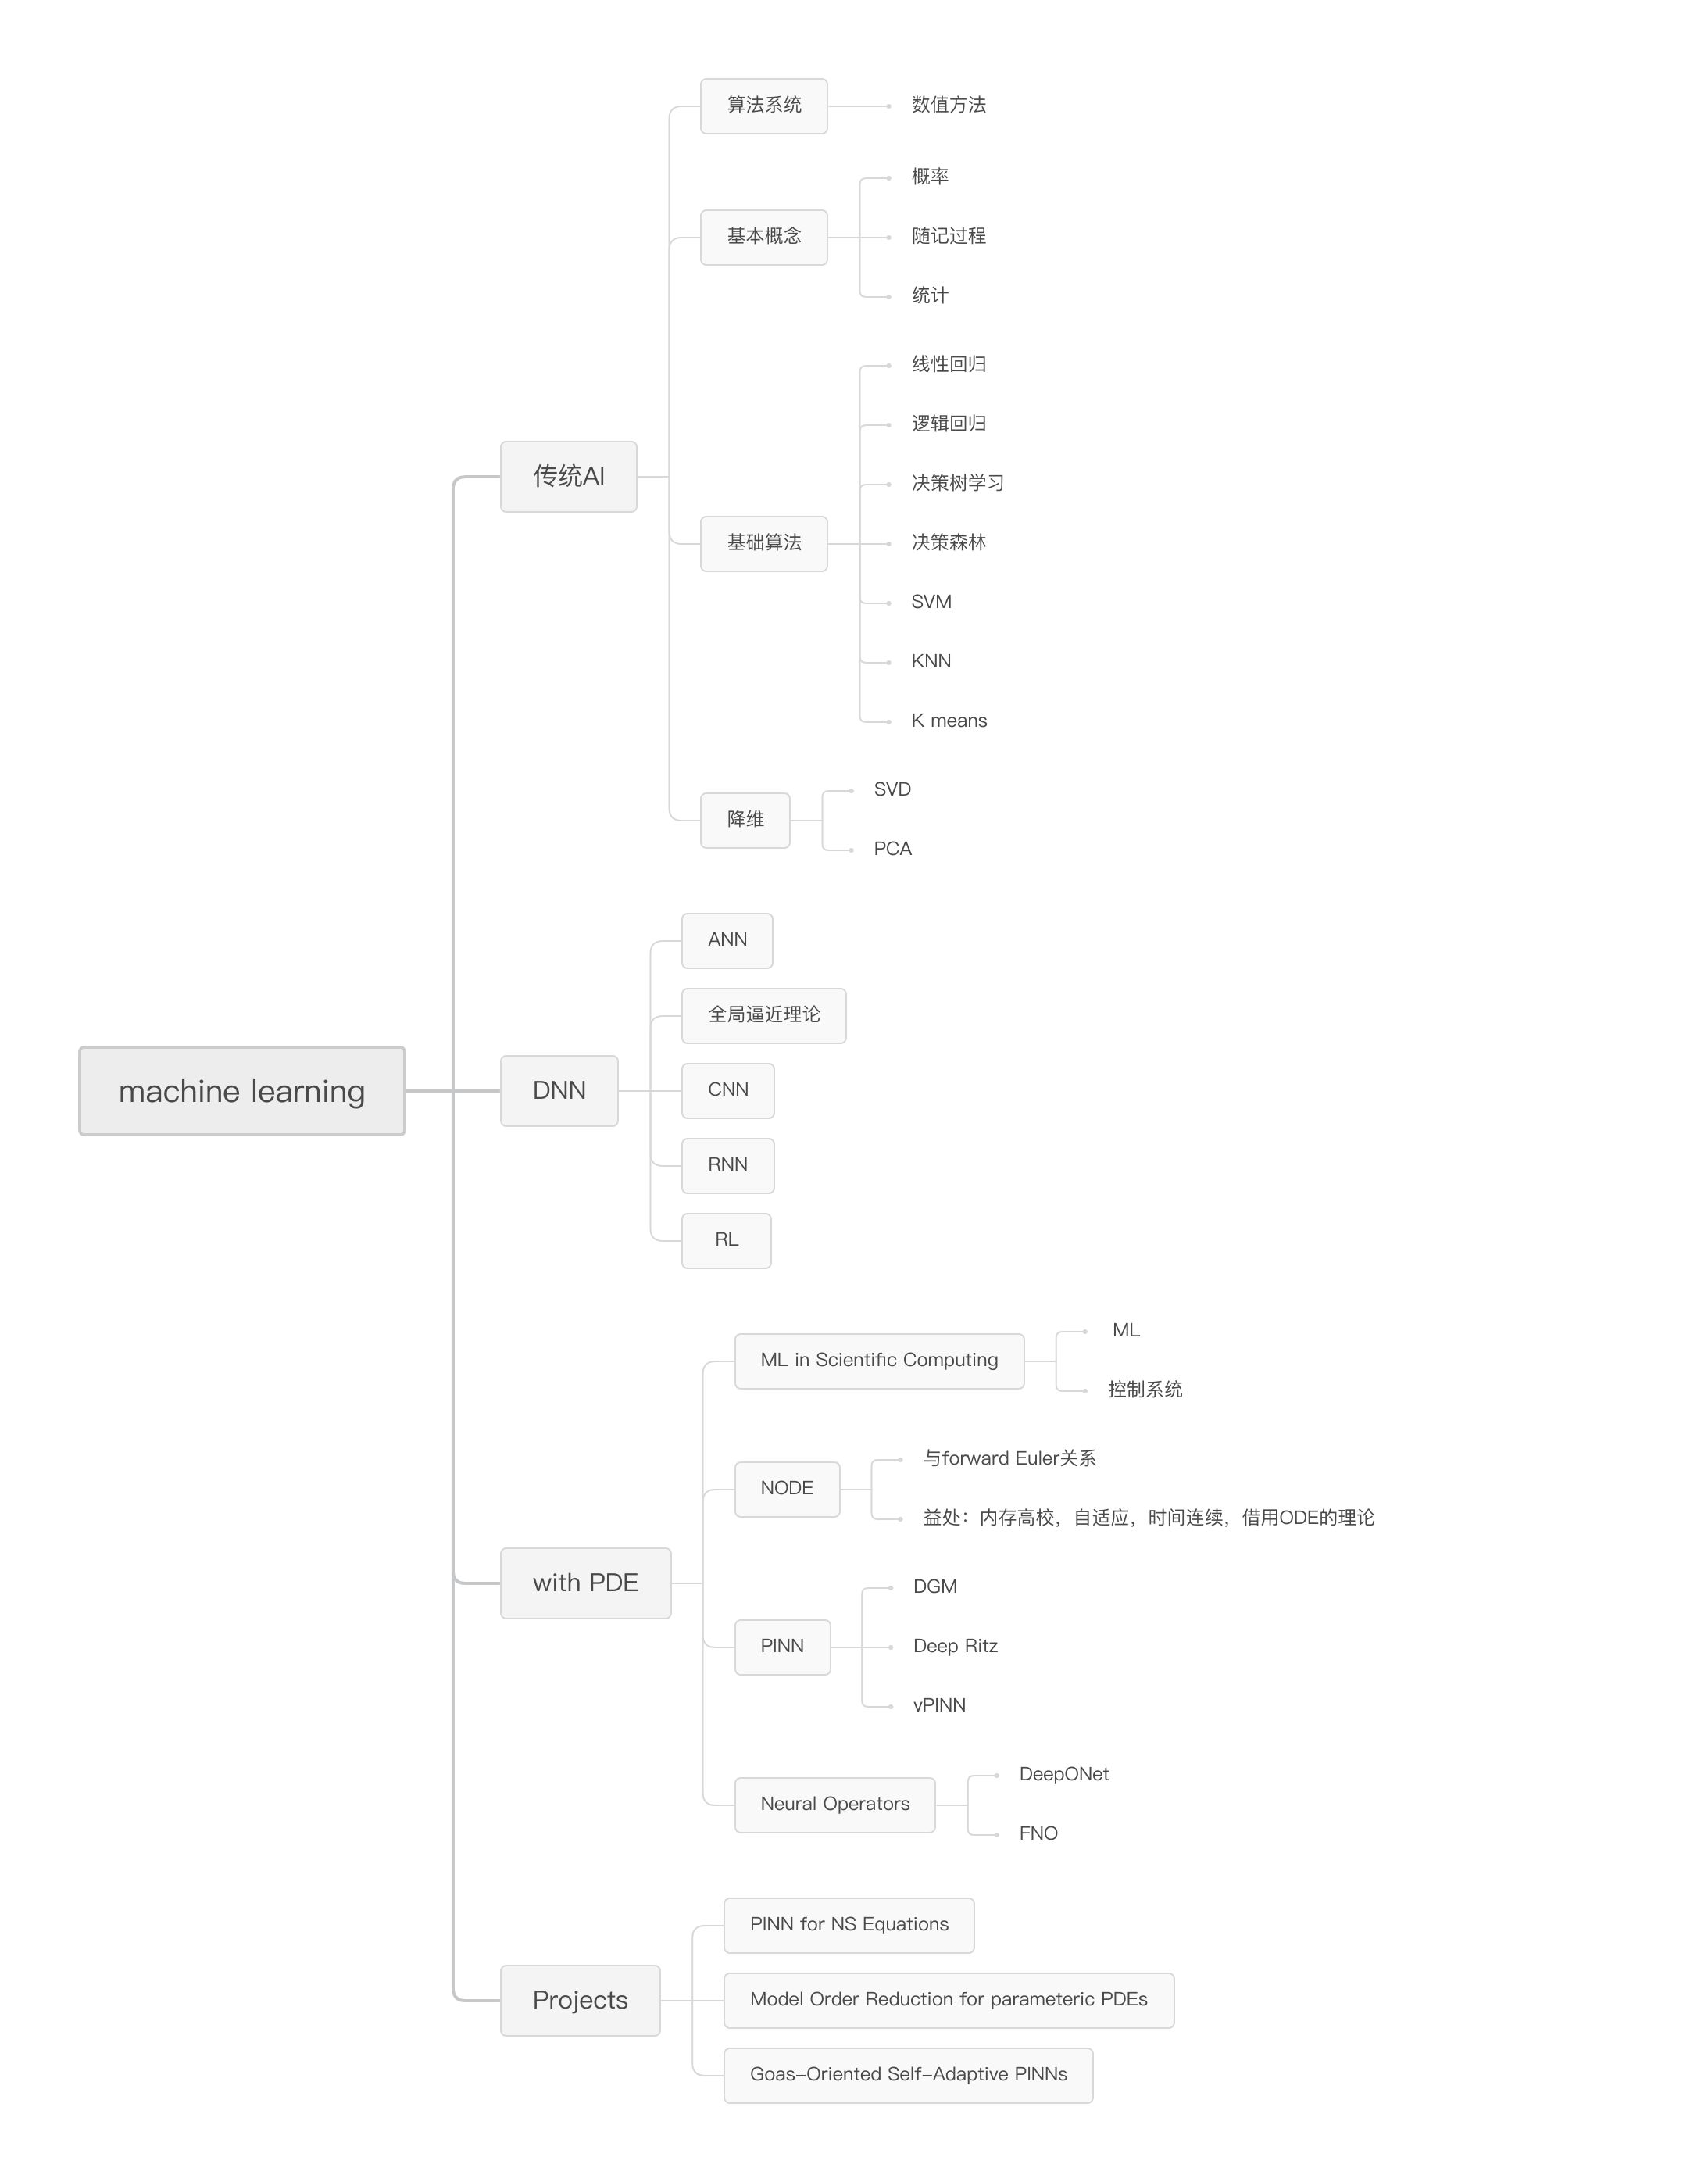 machine learning
传统AI
算法系统
数值方法
基本概念
概率
随记过程
统计
基础算法
线性回归
逻辑回归
决策树学习
决策森林
SVM
KNN
K means
降维
SVD
PCA
DNN
ANN
全局逼近理论
CNN
RNN
RL
with PDE
ML in Scientific Computing
ML
控制系统
NODE
与forward Euler关系
益处：内存高校，自适应，时间连续，借用ODE的理论
PINN
DGM
Deep Ritz
vPINN
Neural Operators
DeepONet
FNO
Projects
PINN for NS Equations
Model Order Reduction for parameteric PDEs
Goas-Oriented Self-Adaptive PINNs